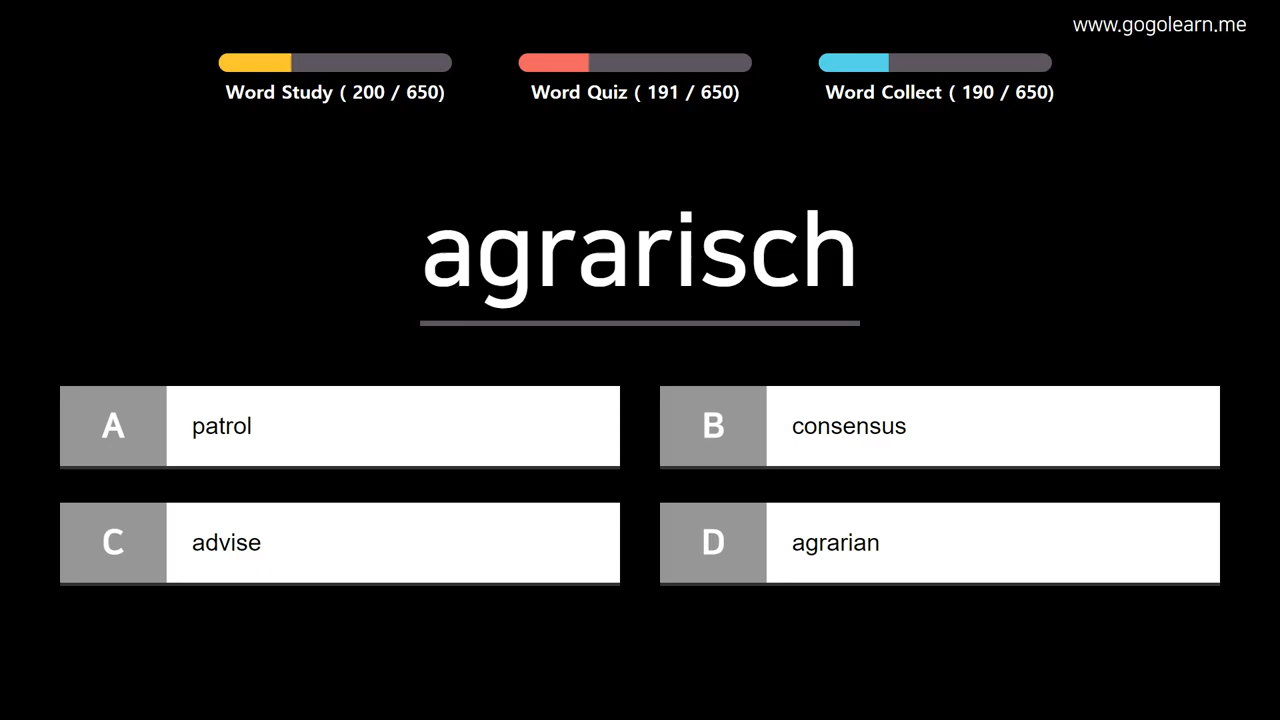 www.gogolearn.me
Word Study ( 200 / 650)
Word Quiz ( 191 / 650)
Word Collect ( 190 / 650)
agrarisch
A patrol
B consensus
C advise
D agrarian